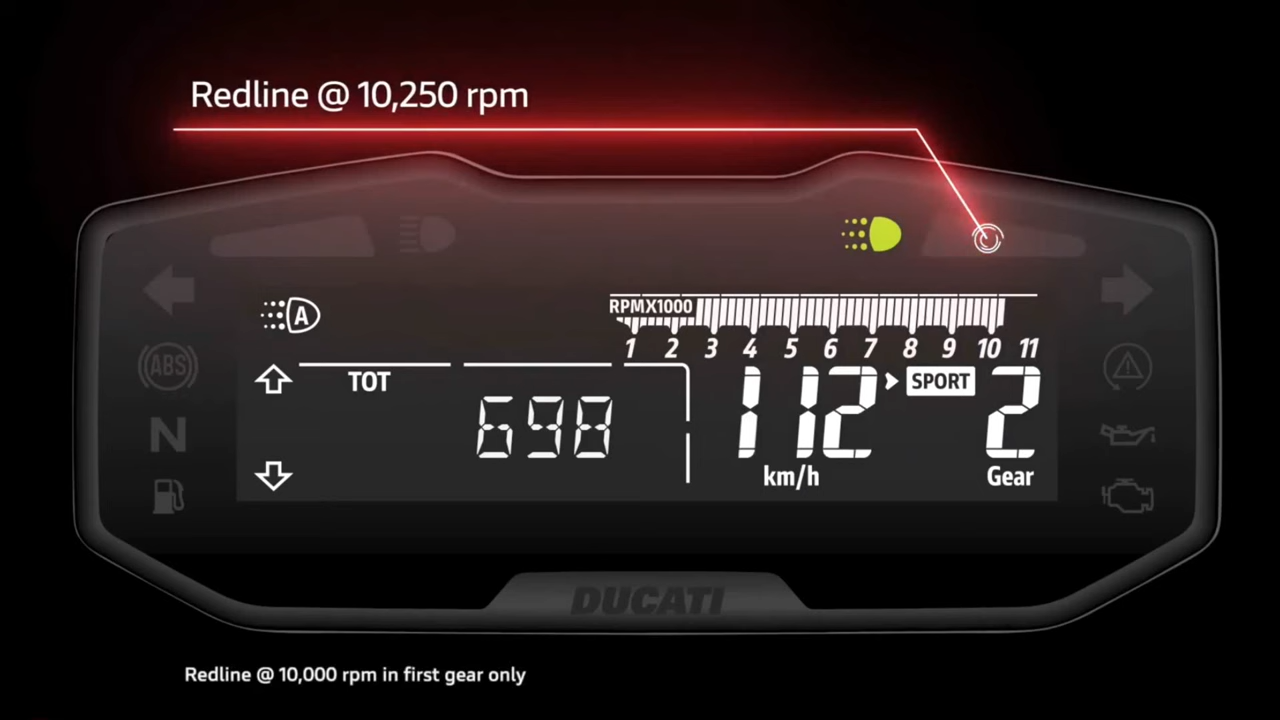 Redline @ 10,250 rpm
A
RPMX1000
1 2 3 4 5 6 7 8 9 10 11
ABS
TOT
698
112
SPORT
2
N
km/h
Gear
DUCATI
Redline @ 10,000 rpm in first gear only